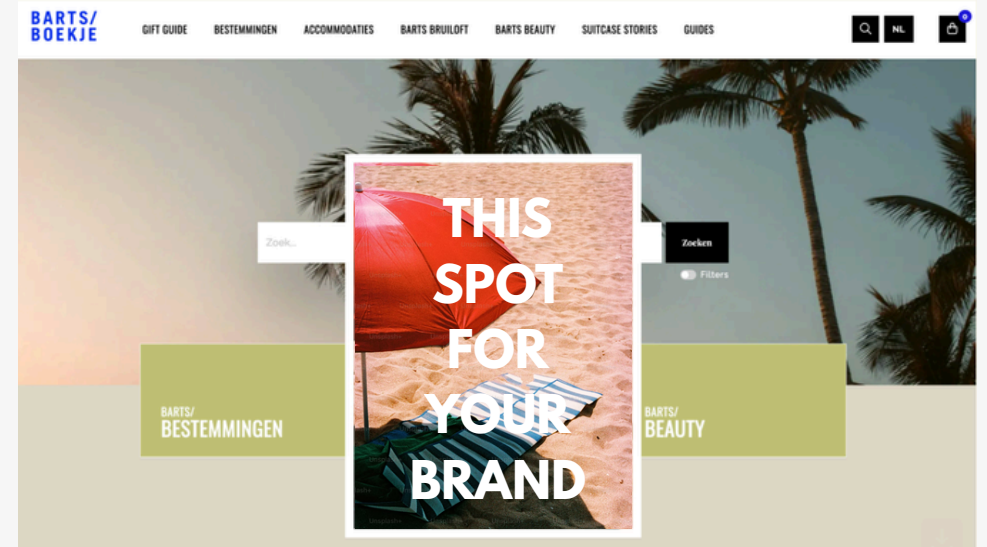 BARTS/
BOEKJE
GIFT GUIDE BESTEMMINGEN ACCOMMODATIES BARTS BRUILOFT BARTS BEAUTY SUITCASE STORIES GUIDES NL 0
THIS
SPOT
FOR
YOUR
BRAND
Zoek... Zoeken
Filters
BARTS/
BESTEMMINGEN
BARTS/
BEAUTY